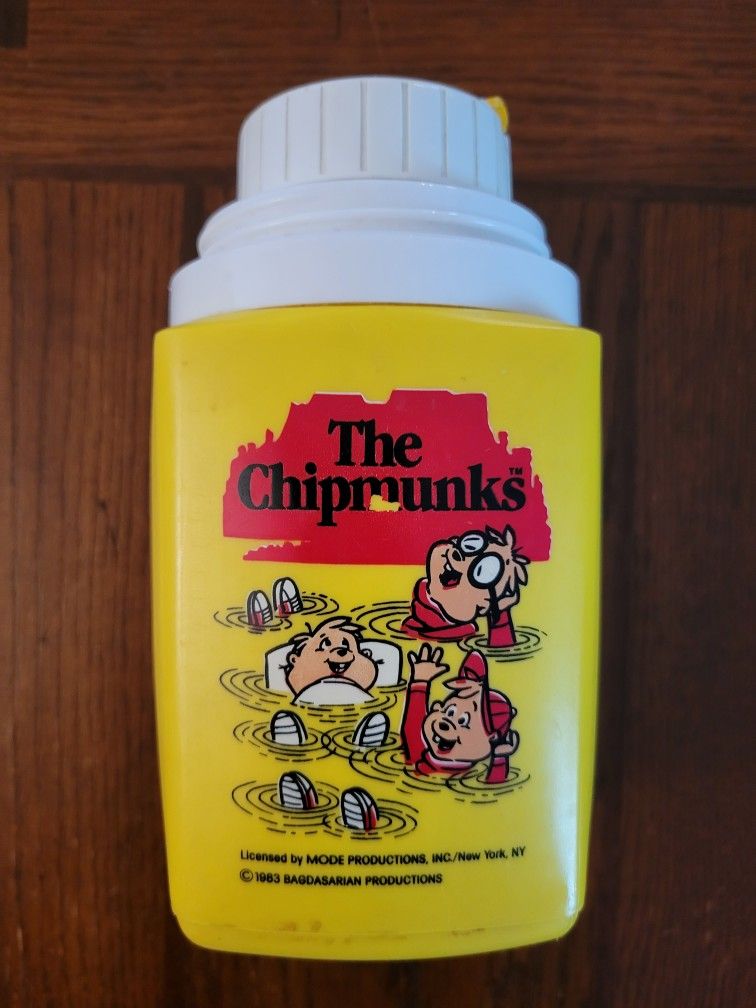 The
Chipmunks™
Licensed by MODE PRODUCTIONS, INC./New York, NY
© 1983 BAGDASARIAN PRODUCTIONS